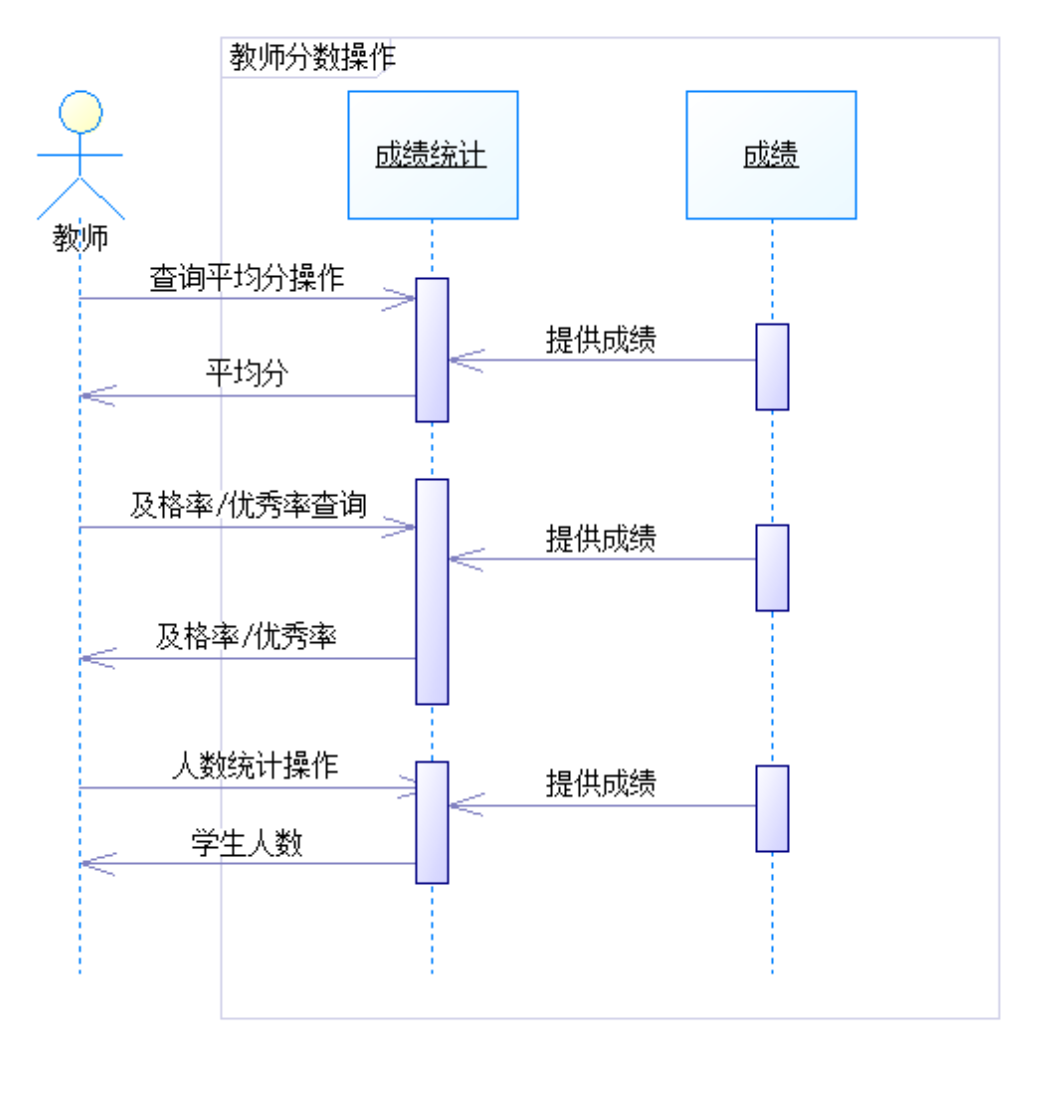 教师分数操作
成绩统计
成绩
教师
查询平均分操作
提供成绩
平均分
及格率/优秀率查询
提供成绩
及格率/优秀率
人数统计操作
提供成绩
学生人数